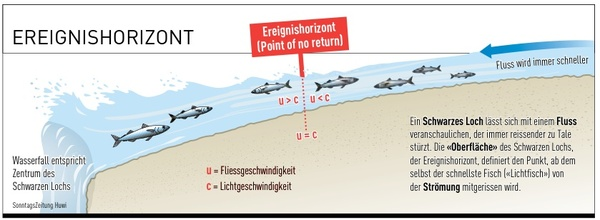 EREIGNISHORIZONT
Ereignishorizont
(Point of no return)
Fluss wird immer schneller
u > c
u < c
u = c
Wasserfall entspricht
Zentrum des
Schwarzen Lochs
u = Fliessgeschwindigkeit
c = Lichtgeschwindigkeit
Ein Schwarzes Loch lässt sich mit einem Fluss
veranschaulichen, der immer reissender zu Tale
stürzt. Die «Oberfläche» des Schwarzen Lochs,
der Ereignishorizont, definiert den Punkt, ab dem
selbst der schnellste Fisch («Lichtfisch») von
der Strömung mitgerissen wird.
SonntagsZeitung Huwi